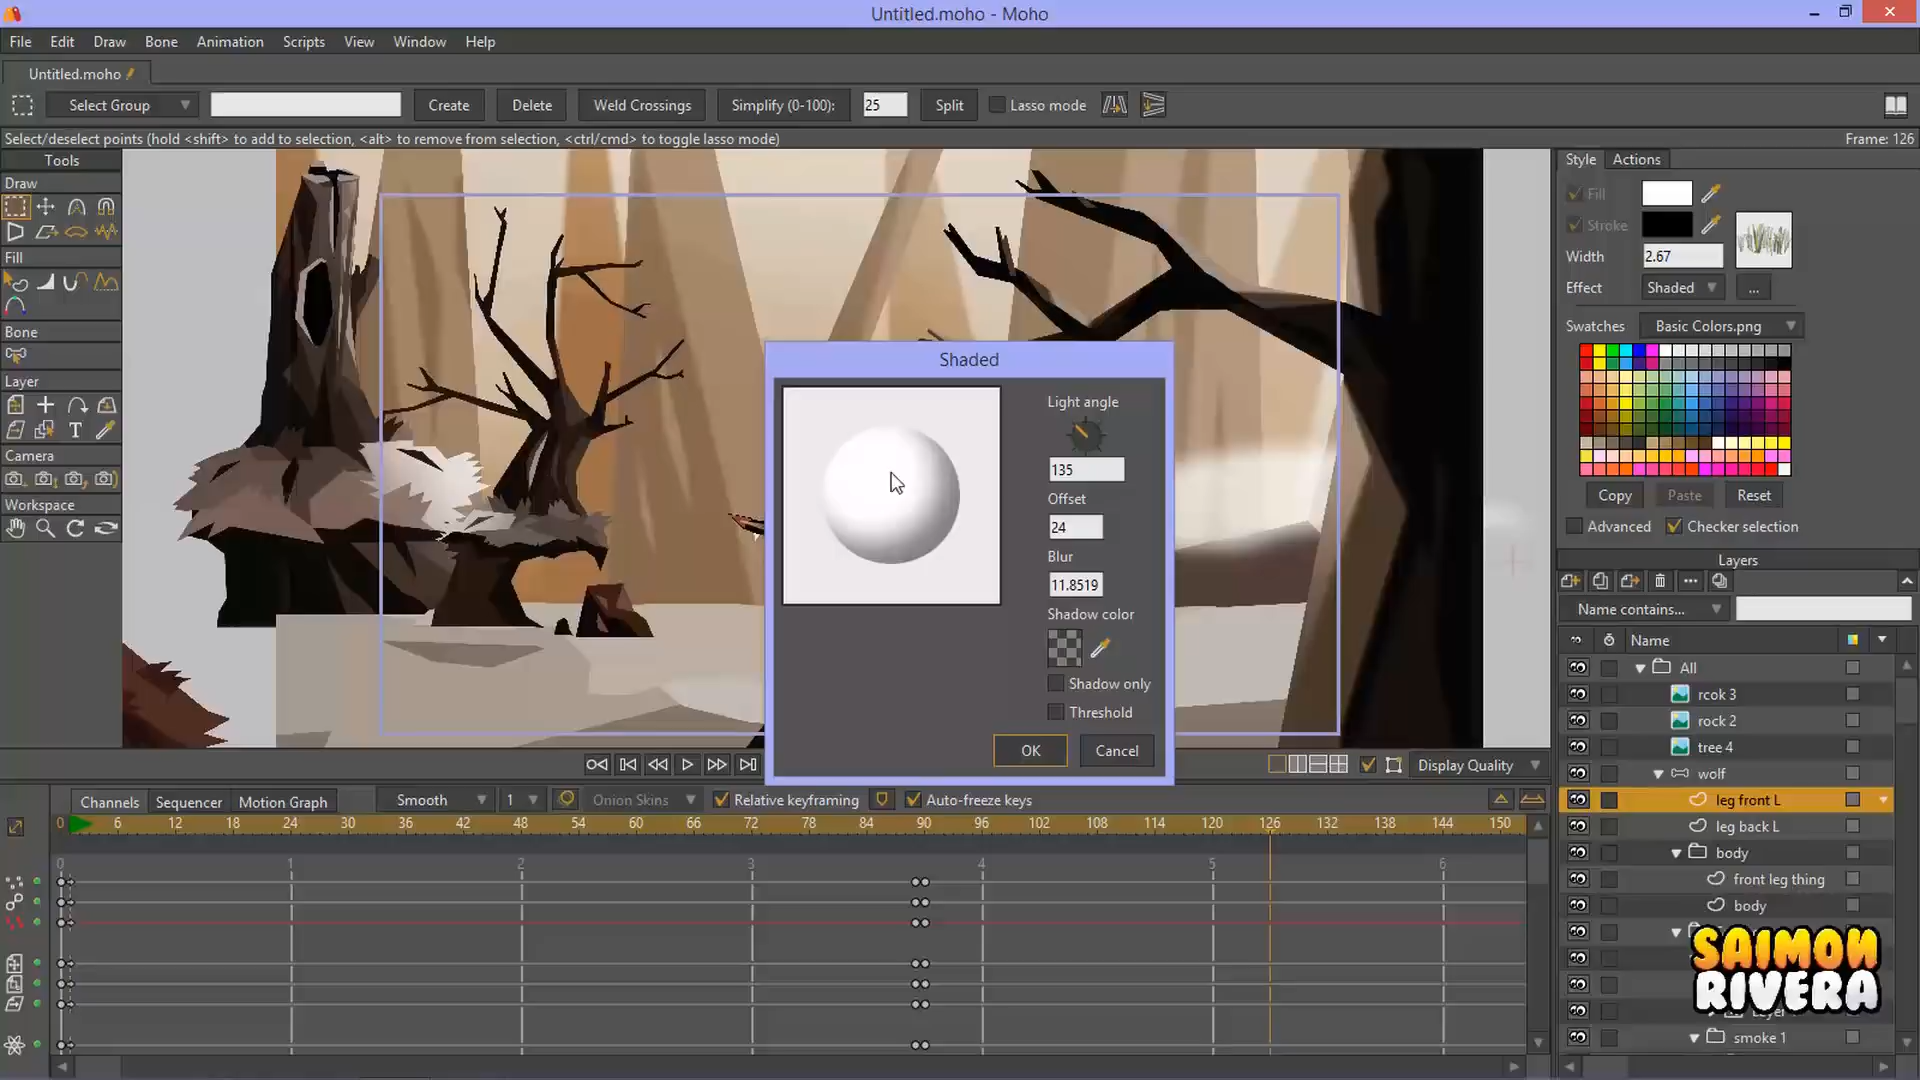 Untitled.moho - Moho
File Edit Draw Bone Animation Scripts View Window Help
Untitled.moho
Select Group Create Delete Weld Crossings Simplify (0-100): 25 Split Lasso mode
Select/deselect points (hold <shift> to add to selection, <alt> to remove from selection, <ctrl/cmd> to toggle lasso mode) Frame: 126
Tools
Draw
Fill
Bone
Layer
Camera
Workspace
Style Actions
Fill
Stroke
Width 2.67
Effect Shaded ...
Swatches Basic Colors.png
Copy Paste Reset
Advanced Checker selection
Layers
Name contains...
Name
All
rcok 3
rock 2
tree 4
wolf
leg front L
leg back L
body
front leg thing
body
smoke 1
SAIMON
RIVERA
Shaded
Light angle
135
Offset
24
Blur
11.8519
Shadow color
Shadow only
Threshold
OK Cancel
Display Quality
Channels Sequencer Motion Graph Smooth 1 Onion Skins Relative keyframing Auto-freeze keys
0 6 12 18 24 30 36 42 48 54 60 66 72 78 84 90 96 102 108 114 120 126 132 138 144 150
0 1 2 3 4 5 6